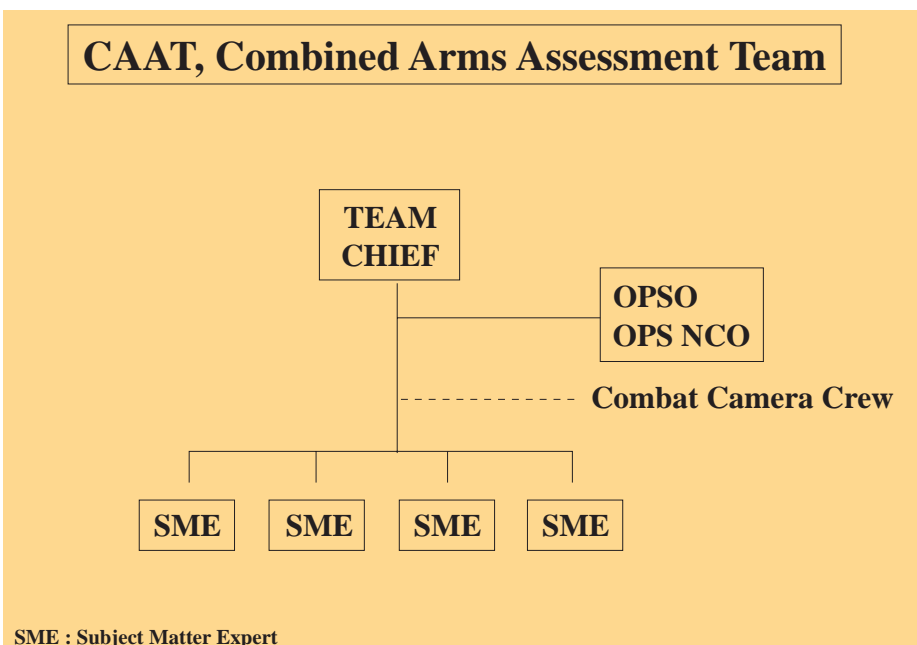 CAAT, Combined Arms Assessment Team
TEAM
CHIEF
OPSO
OPS NCO
Combat Camera Crew
SME SME SME SME
SME : Subject Matter Expert